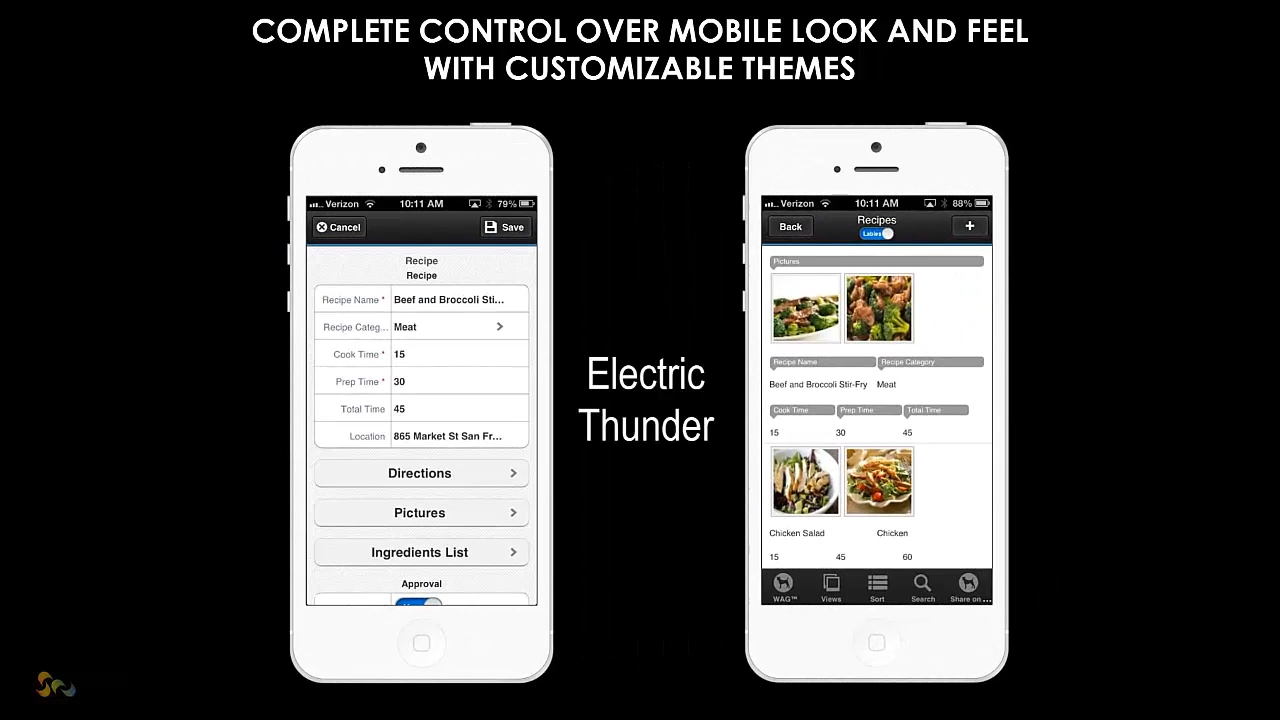 COMPLETE CONTROL OVER MOBILE LOOK AND FEEL
WITH CUSTOMIZABLE THEMES
Verizon 10:11 AM 79%
Cancel Save
Recipe
Recipe
Recipe Name * Beef and Broccoli Sti...
Recipe Categ... Meat
Cook Time * 15
Prep Time * 30
Total Time 45
Location 865 Market St San Fr...
Directions
Pictures
Ingredients List
Approval
Electric
Thunder
Verizon 10:11 AM 88%
Back Recipes +
Lables
Pictures
Recipe Name Recipe Category
Beef and Broccoli Stir-Fry Meat
Cook Time Prep Time Total Time
15 30 45
Chicken Salad Chicken
15 45 60
WAG™ Views Sort Search Share on ...